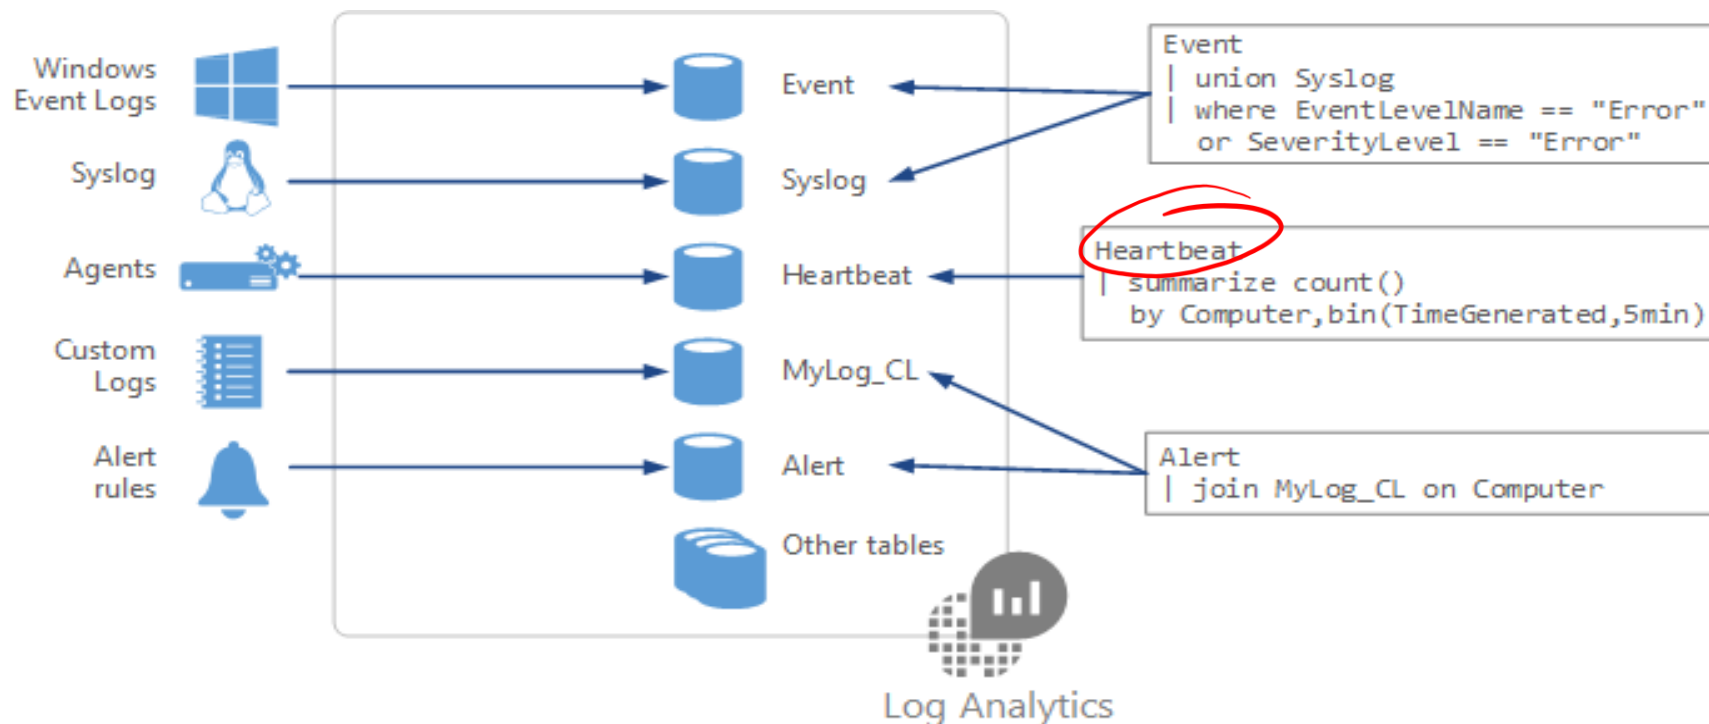 Windows
Event Logs
Event
Syslog
Syslog
Agents
Heartbeat
Custom
Logs
MyLog_CL
Alert
rules
Alert
Other tables
Log Analytics
Event
| union Syslog
| where EventLevelName == "Error"
or SeverityLevel == "Error"
Heartbeat
| summarize count()
by Computer,bin(TimeGenerated,5min)
Alert
| join MyLog_CL on Computer